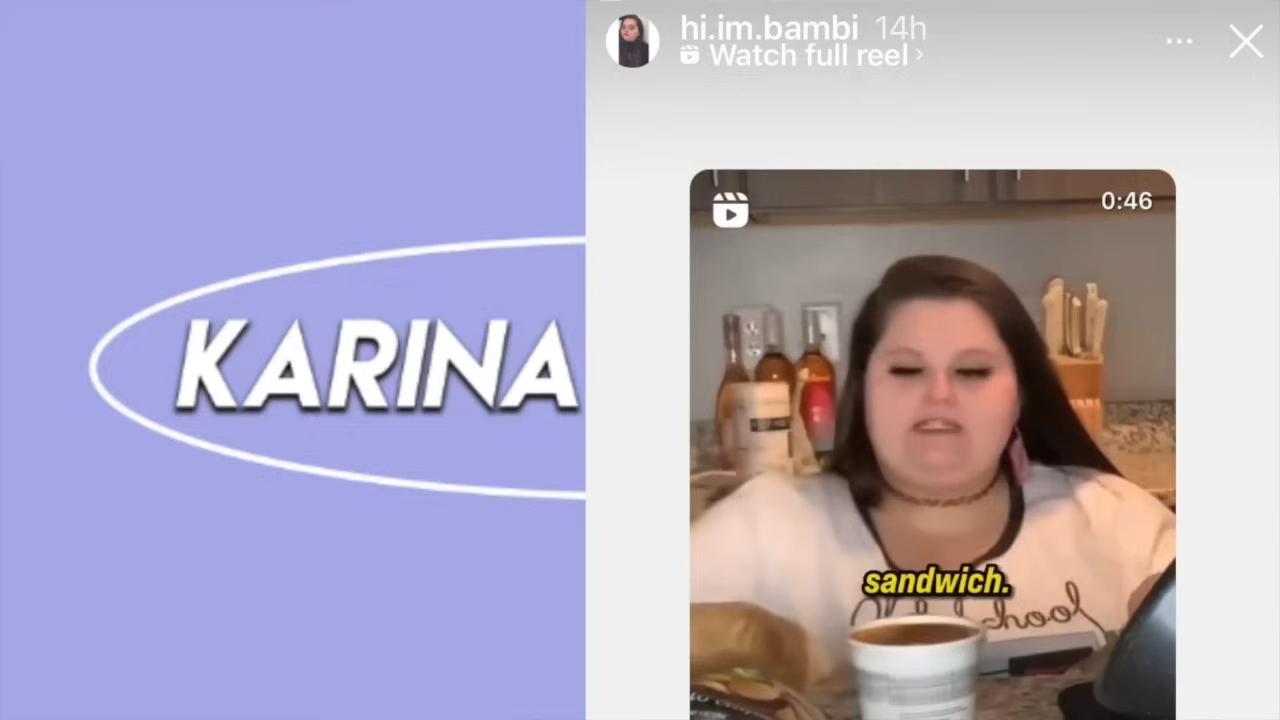 KARINA
hi.im.bambi 14h
Watch full reel ›
0:46
sandwich.